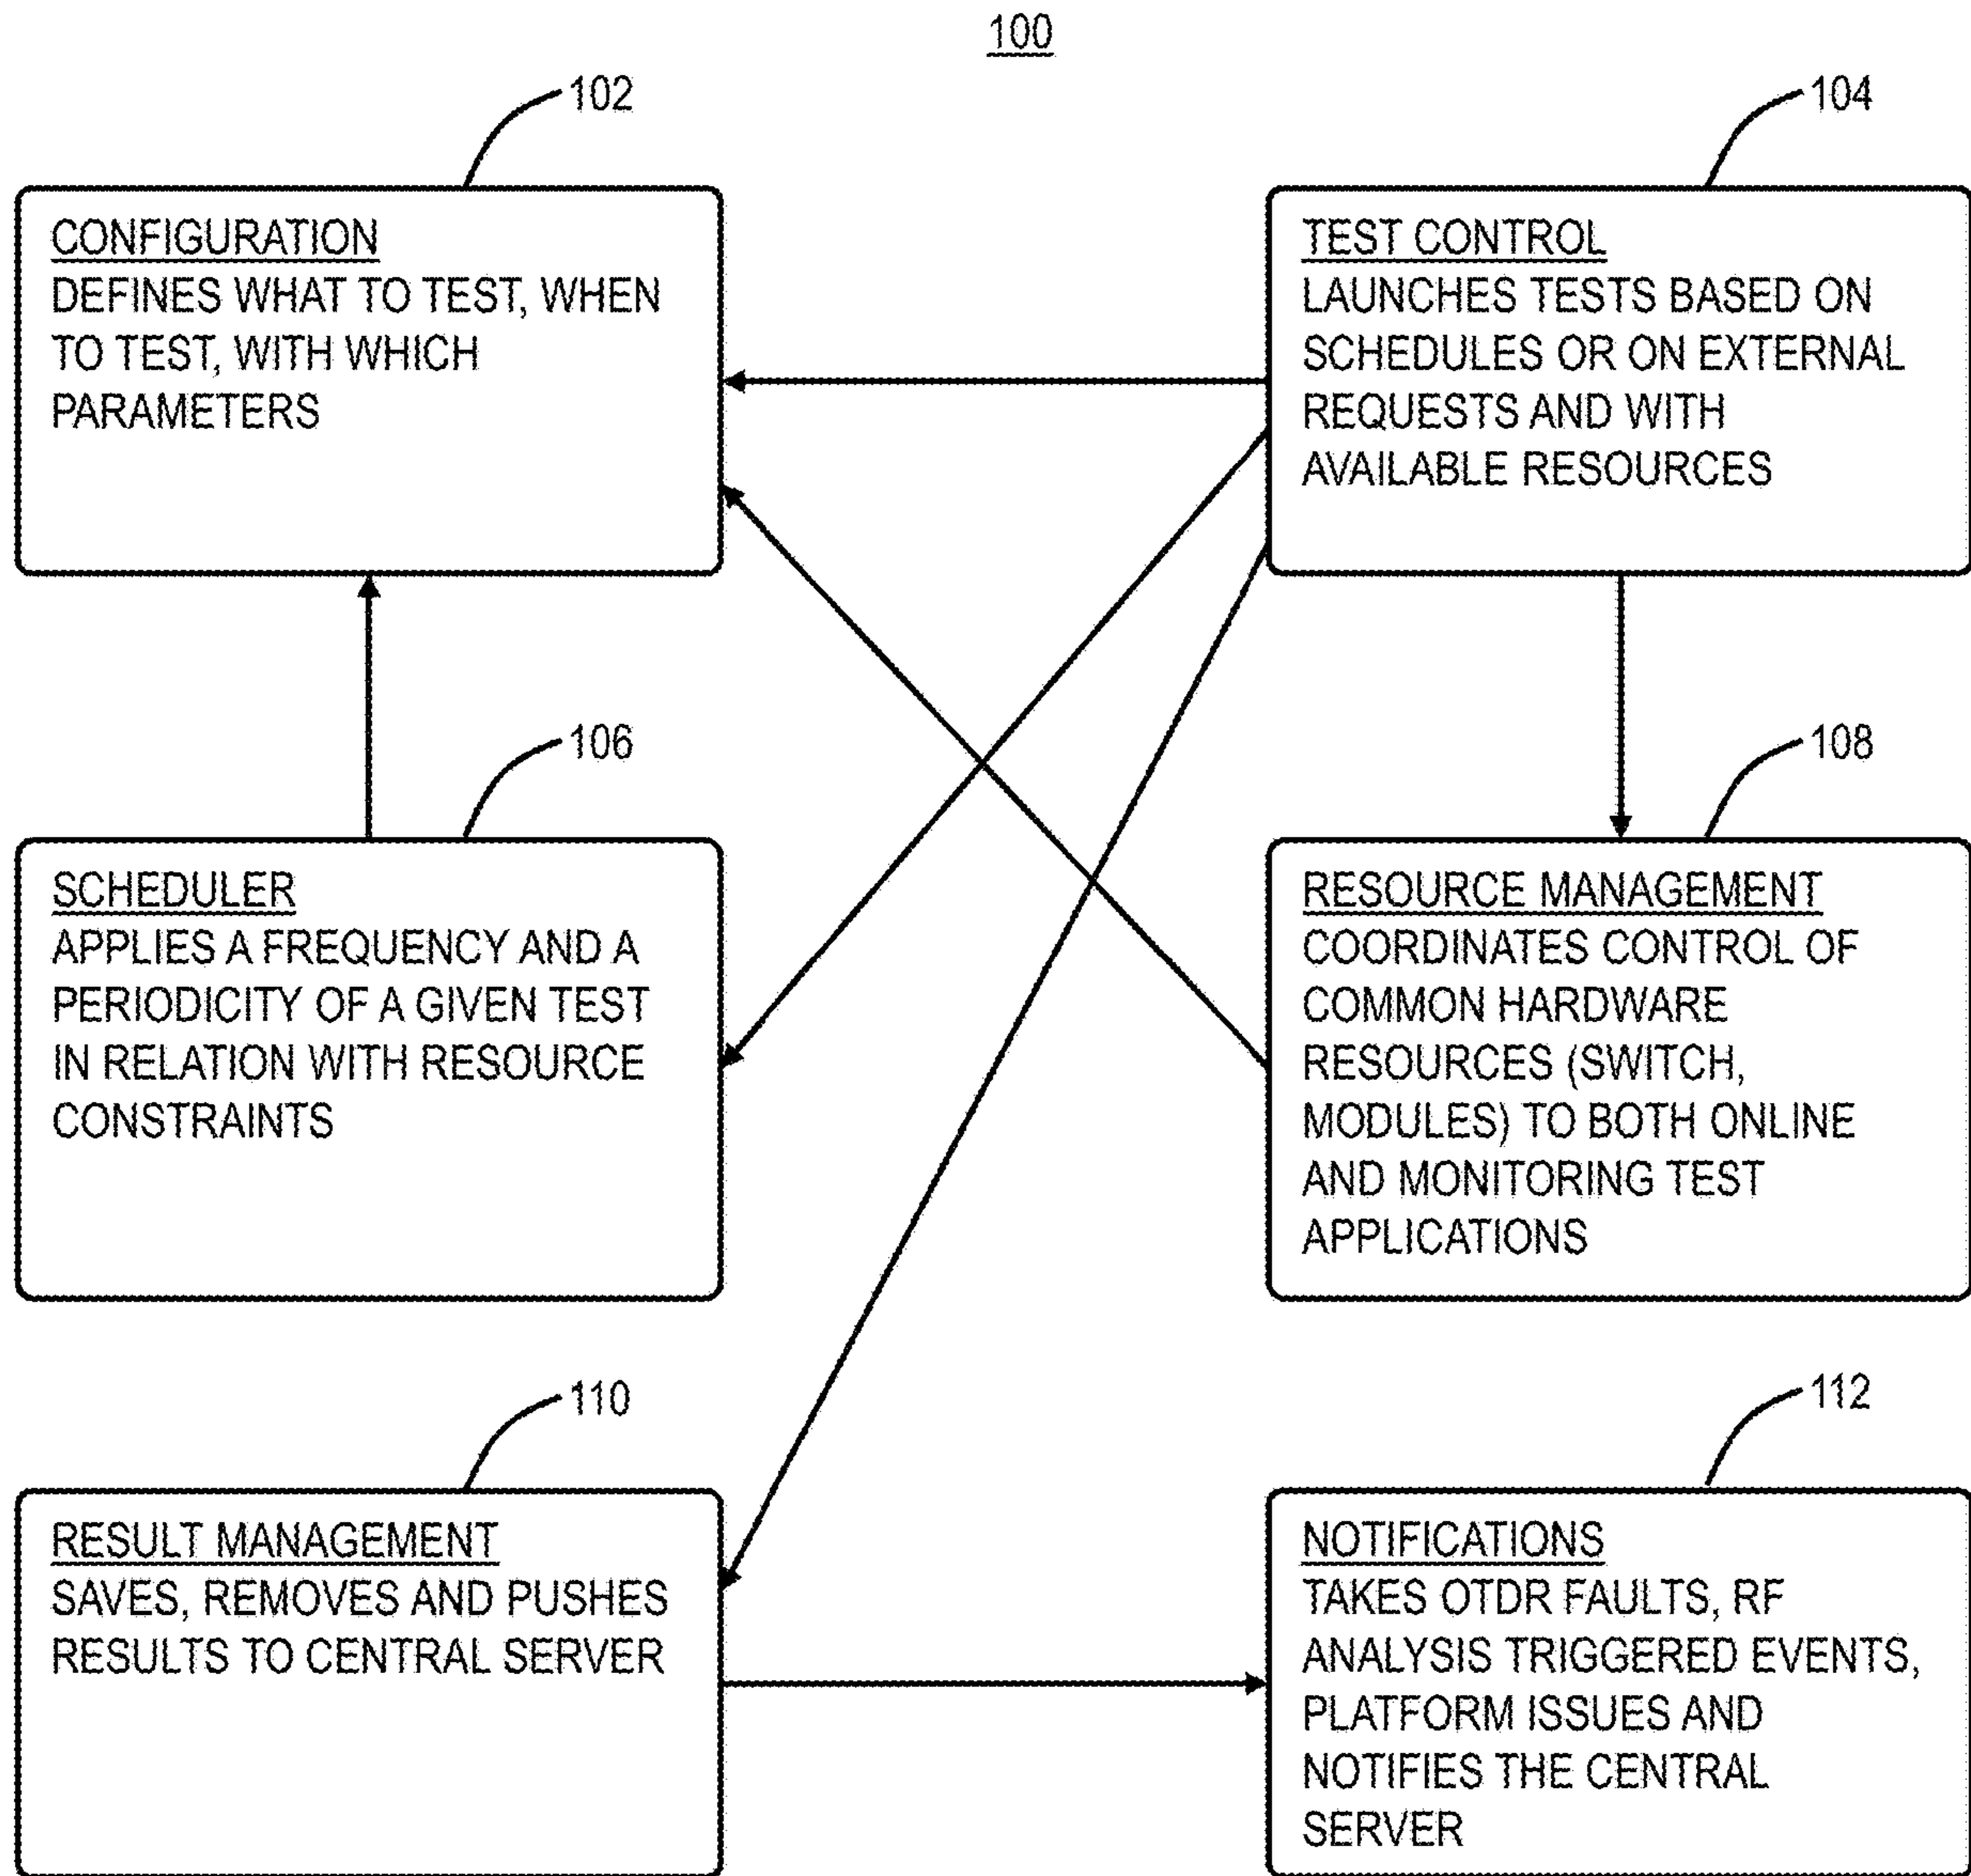 100
102
CONFIGURATION
DEFINES WHAT TO TEST, WHEN
TO TEST, WITH WHICH
PARAMETERS
104
TEST CONTROL
LAUNCHES TESTS BASED ON
SCHEDULES OR ON EXTERNAL
REQUESTS AND WITH
AVAILABLE RESOURCES
106
SCHEDULER
APPLIES A FREQUENCY AND A
PERIODICITY OF A GIVEN TEST
IN RELATION WITH RESOURCE
CONSTRAINTS
108
RESOURCE MANAGEMENT
COORDINATES CONTROL OF
COMMON HARDWARE
RESOURCES (SWITCH,
MODULES) TO BOTH ONLINE
AND MONITORING TEST
APPLICATIONS
110
RESULT MANAGEMENT
SAVES, REMOVES AND PUSHES
RESULTS TO CENTRAL SERVER
112
NOTIFICATIONS
TAKES OTDR FAULTS, RF
ANALYSIS TRIGGERED EVENTS,
PLATFORM ISSUES AND
NOTIFIES THE CENTRAL
SERVER